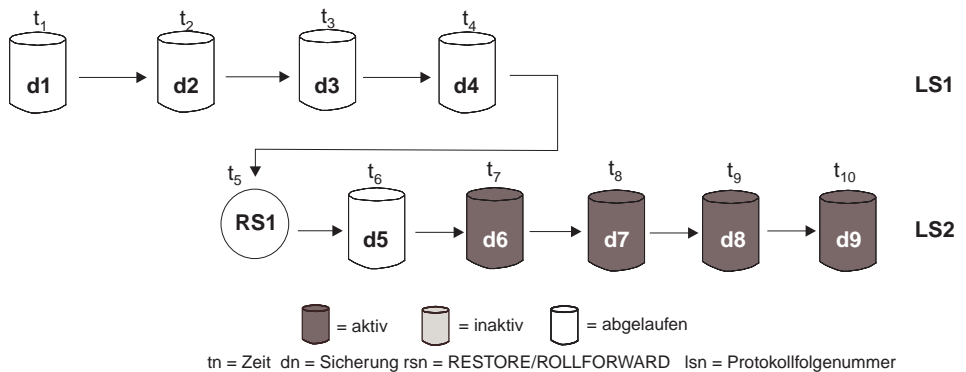 t1 t2 t3 t4
d1 d2 d3 d4 LS1
t5 t6 t7 t8 t9 t10
RS1 d5 d6 d7 d8 d9 LS2
= aktiv = inaktiv = abgelaufen
tn = Zeit dn = Sicherung rsn = RESTORE/ROLLFORWARD lsn = Protokollfolgenummer